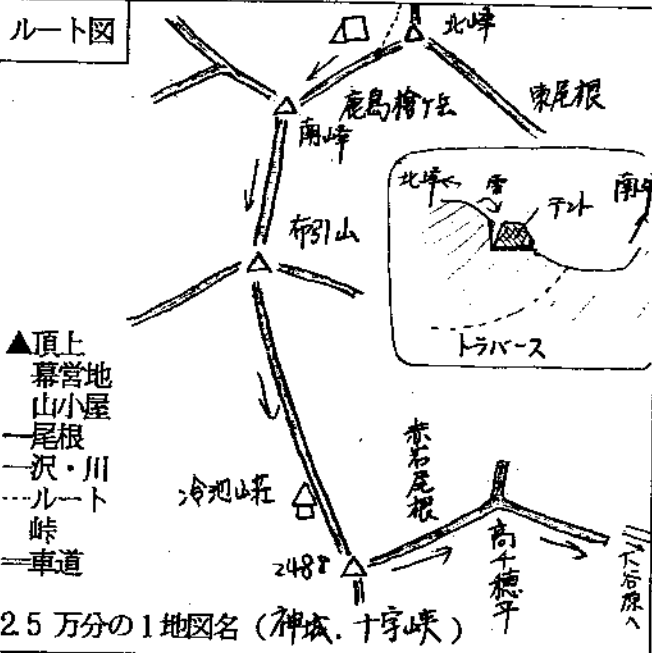 ルート図
北峰
鹿島槍ヶ岳
東尾根
南峰
北峰
雪
テント
南峰
トラバース
布引山
▲頂上
幕営地
山小屋
尾根
沢・川
ルート
峠
車道
冷池山荘
赤岩尾根
高千穂平
大谷原へ
2.5万分の1地図名(神城.十字峡)